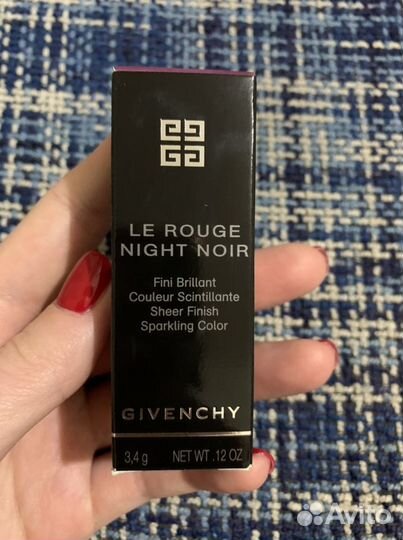 LE ROUGE
NIGHT NOIR
Fini Brillant
Couleur Scintillante
Sheer Finish
Sparkling Color
GIVENCHY
3,4 g NET WT .12 OZ
Avito